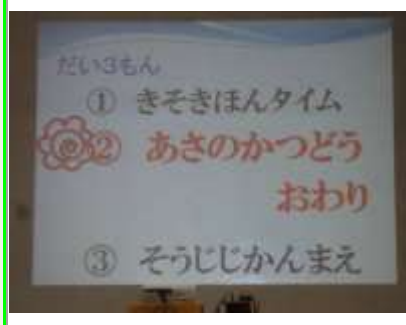 だい3もん
① きそきほんタイム
② あさのかつどう
おわり
③ そうじじかんまえ